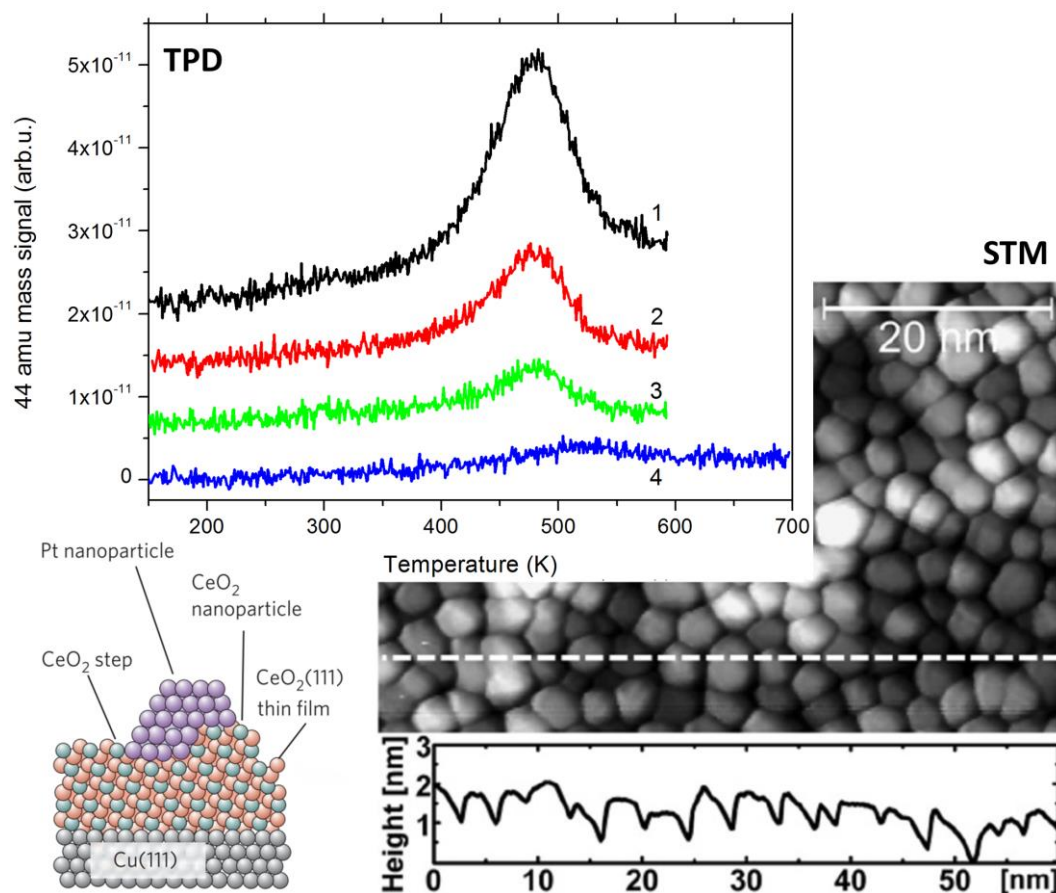 TPD
44 amu mass signal (arb.u.)
5x10⁻¹¹
4x10⁻¹¹
3x10⁻¹¹
2x10⁻¹¹
1x10⁻¹¹
0
1
2
3
4
200 300 400 500 600 700
Temperature (K)
STM
20 nm
Pt nanoparticle
CeO₂
nanoparticle
CeO₂ step
CeO₂(111)
thin film
Cu(111)
Height [nm]
3
2
1
0 10 20 30 40 50 [nm]